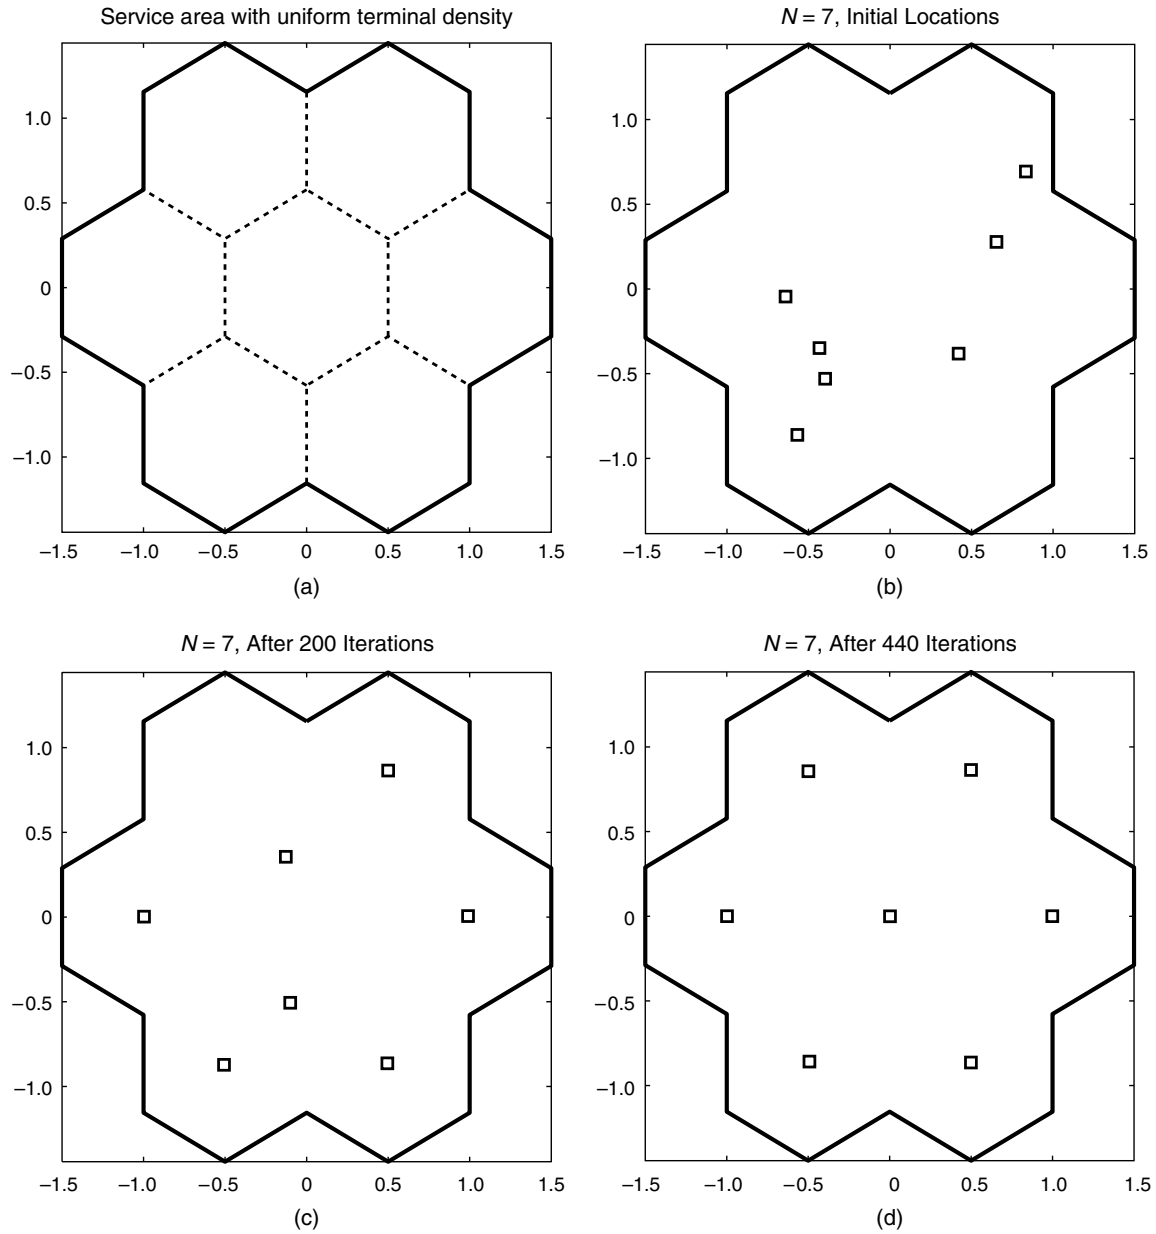 Service area with uniform terminal density
1.0
0.5
0
−0.5
−1.0
−1.5 −1.0 −0.5 0 0.5 1.0 1.5
(a)
N = 7, Initial Locations
1.0
0.5
0
−0.5
−1.0
−1.5 −1.0 −0.5 0 0.5 1.0 1.5
(b)
N = 7, After 200 Iterations
1.0
0.5
0
−0.5
−1.0
−1.5 −1.0 −0.5 0 0.5 1.0 1.5
(c)
N = 7, After 440 Iterations
1.0
0.5
0
−0.5
−1.0
−1.5 −1.0 −0.5 0 0.5 1.0 1.5
(d)